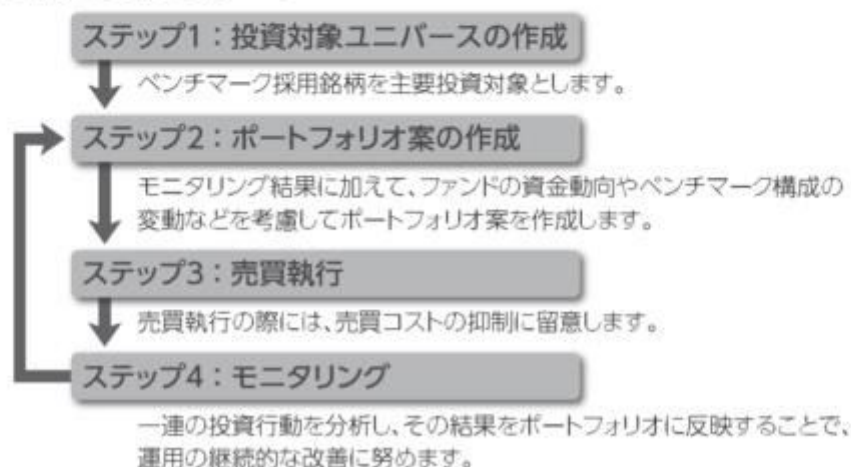 ステップ1：投資対象ユニバースの作成
ベンチマーク採用銘柄を主要投資対象とします。
ステップ2：ポートフォリオ案の作成
モニタリング結果に加えて、ファンドの資金動向やベンチマーク構成の
変動などを考慮してポートフォリオ案を作成します。
ステップ3：売買執行
売買執行の際には、売買コストの抑制に留意します。
ステップ4：モニタリング
一連の投資行動を分析し、その結果をポートフォリオに反映することで、
運用の継続的な改善に努めます。